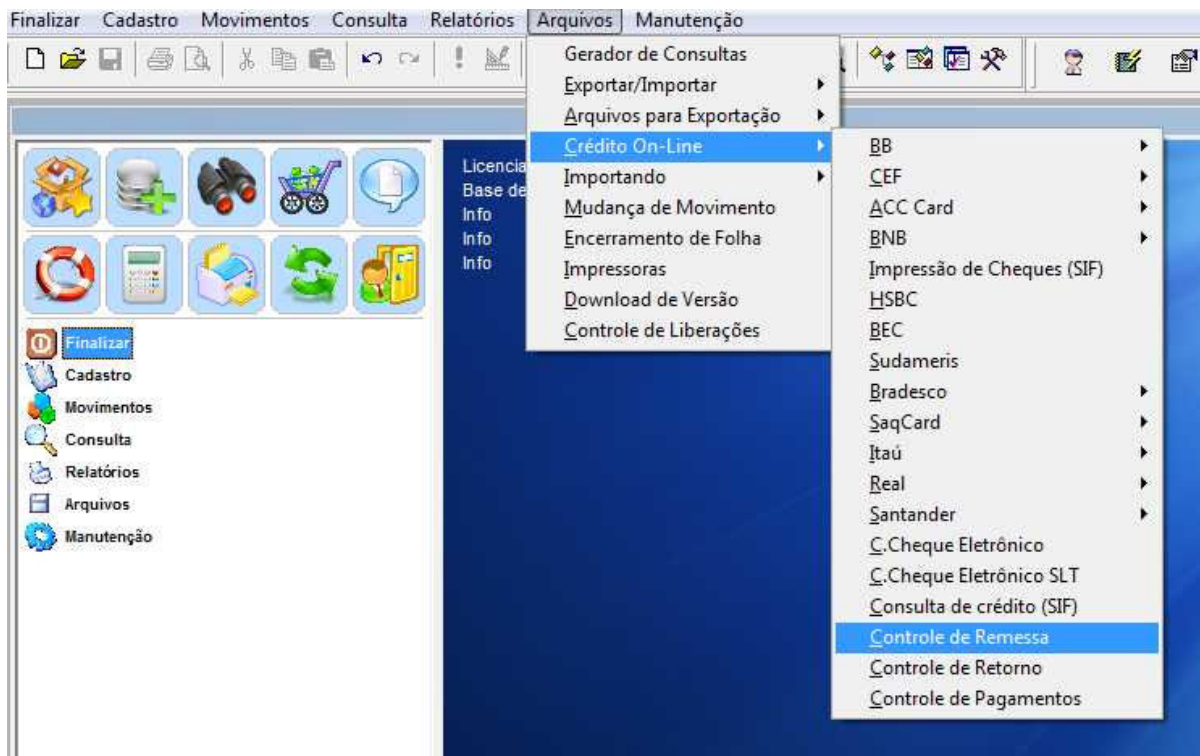 Finalizar Cadastro Movimentos Consulta Relatórios Arquivos Manutenção
Gerador de Consultas
Exportar/Importar
Arquivos para Exportação
Crédito On-Line
Importando
Mudança de Movimento
Encerramento de Folha
Impressoras
Download de Versão
Controle de Liberações
BB
CEF
ACC Card
BNB
Impressão de Cheques (SIF)
HSBC
BEC
Sudameris
Bradesco
SaqCard
Itaú
Real
Santander
C.Cheque Eletrônico
C.Cheque Eletrônico SLT
Consulta de crédito (SIF)
Controle de Remessa
Controle de Retorno
Controle de Pagamentos
Licencia
Base de
Info
Info
Info
Finalizar
Cadastro
Movimentos
Consulta
Relatórios
Arquivos
Manutenção